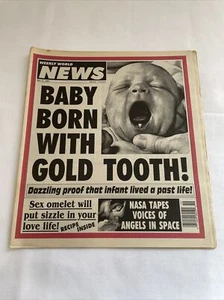 WEEKLY WORLD
NEWS
BABY
BORN
WITH
GOLD TOOTH!
Dazzling proof that infant lived a past life!
Sex omelet will
put sizzle in your
love life!
RECIPE
INSIDE
NASA TAPES
VOICES OF
ANGELS IN SPACE